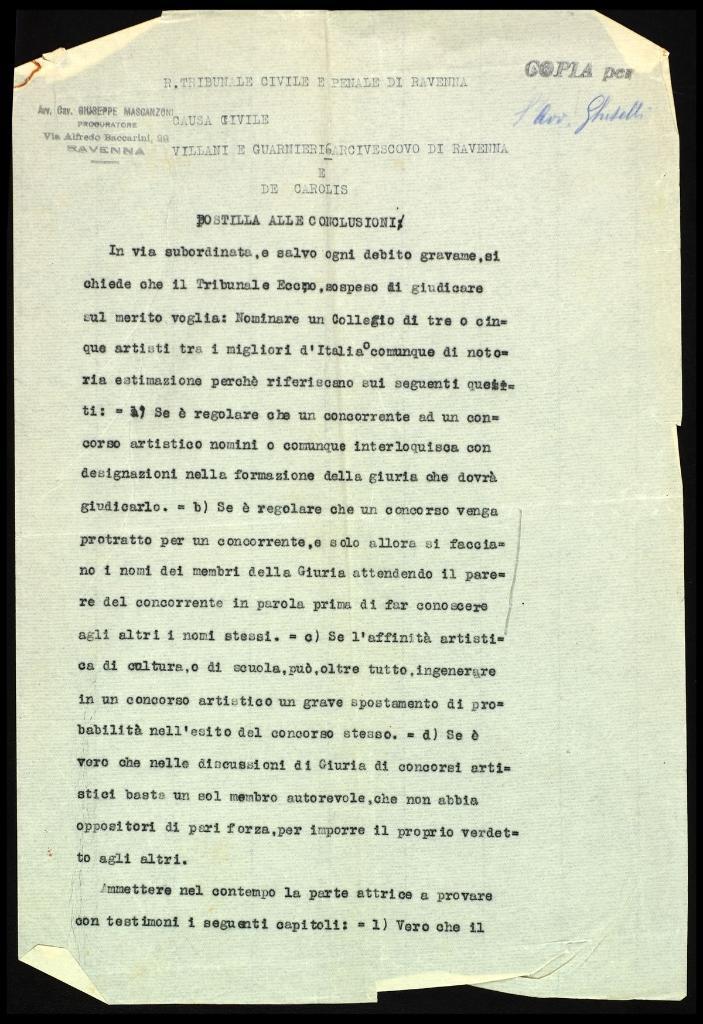 COPIA per
l'Avv. Ghiselli
R. TRIBUNALE CIVILE E PENALE DI RAVENNA
Avv. Cav. GIUSEPPE MASCANZONI
PROCURATORE
Via Alfredo Baccarini, 29
RAVENNA
CAUSA CIVILE
VILLANI E GUARNIERI ARCIVESCOVO DI RAVENNA
E
DE CAROLIS
POSTILLA ALLE CONCLUSIONI
In via subordinata,e salvo ogni debito gravame,si
chiede che il Tribunale Eccmo,sospeso di giudicare
sul merito voglia: Nominare un Collegio di tre o cin=
que artisti tra i migliori d'Italia o comunque di noto=
ria estimazione perchè riferiscano sui seguenti quesi=
ti: = a) Se è regolare che un concorrente ad un con=
corso artistico nomini o comunque interloquisca con
designazioni nella formazione della giuria che dovrà
giudicarlo. = b) Se è regolare che un concorso venga
protratto per un concorrente,e solo allora si faccia=
no i nomi dei membri della Giuria attendendo il pare=
re del concorrente in parola prima di far conoscere
agli altri i nomi stessi. = c) Se l'affinità artisti=
ca di cultura,o di scuola,può,oltre tutto,ingenerare
in un concorso artistico un grave spostamento di pro=
babilità nell'esito del concorso stesso. = d) Se è
vero che nelle discussioni di Giuria di concorsi arti=
stici basta un sol membro autorevole,che non abbia
oppositori di pari forza,per imporre il proprio verdet=
to agli altri.
Ammettere nel contempo la parte attrice a provare
con testimoni i seguenti capitoli: = 1) Vero che il